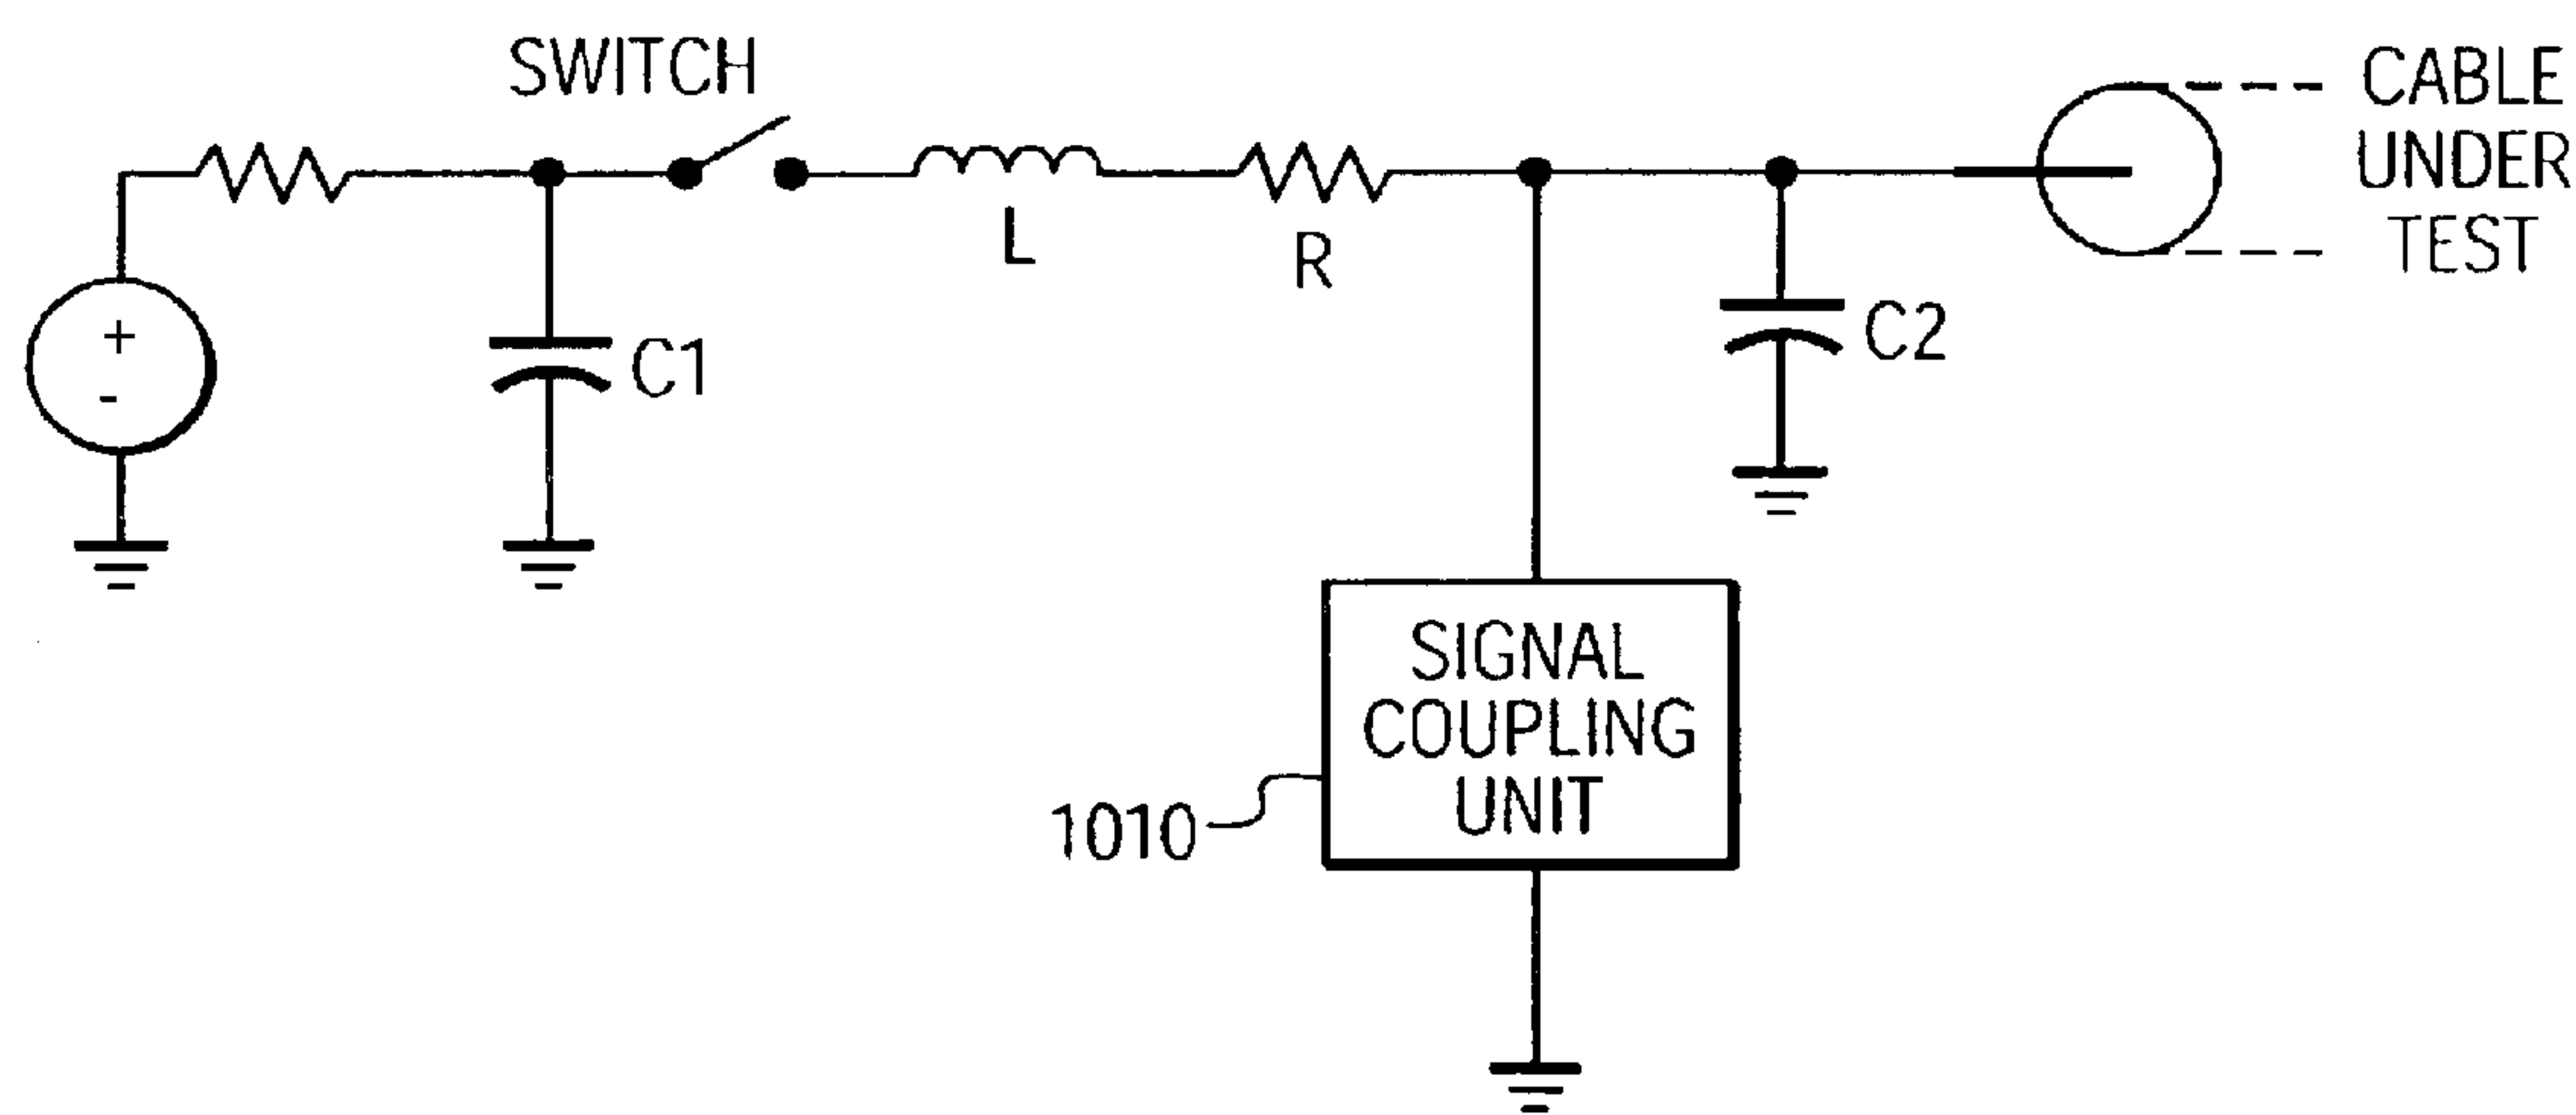 SWITCH
CABLE
UNDER
TEST
L
R
+
-
C1
C2
SIGNAL
COUPLING
UNIT
1010